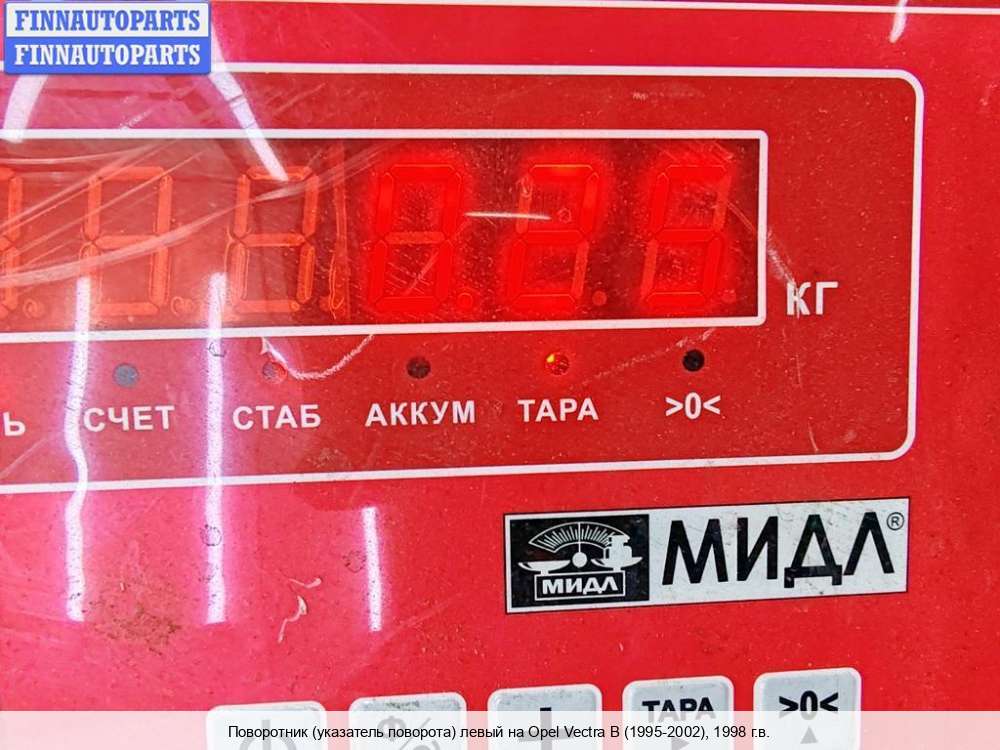 FINNAUTOPARTS
FINNAUTOPARTS
0.26
КГ
Ь СЧЕТ СТАБ АККУМ ТАРА >0<
МИДЛ МИДЛ®
ТАРА >0<
Поворотник (указатель поворота) левый на Opel Vectra B (1995-2002), 1998 г.в.